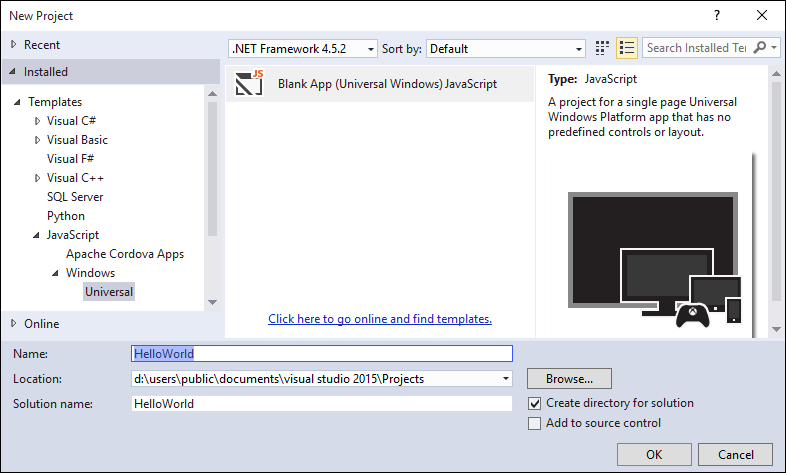 New Project
?
Recent
.NET Framework 4.5.2
Sort by:
Default
Search Installed Te
Installed
Templates
Visual C#
Visual Basic
Visual F#
Visual C++
SQL Server
Python
JavaScript
Apache Cordova Apps
Windows
Universal
Online
JS
Blank App (Universal Windows) JavaScript
Click here to go online and find templates.
Type: JavaScript
A project for a single page Universal
Windows Platform app that has no
predefined controls or layout.
Name:
HelloWorld
Location:
d:\users\public\documents\visual studio 2015\Projects
Browse...
Solution name:
HelloWorld
Create directory for solution
Add to source control
OK
Cancel